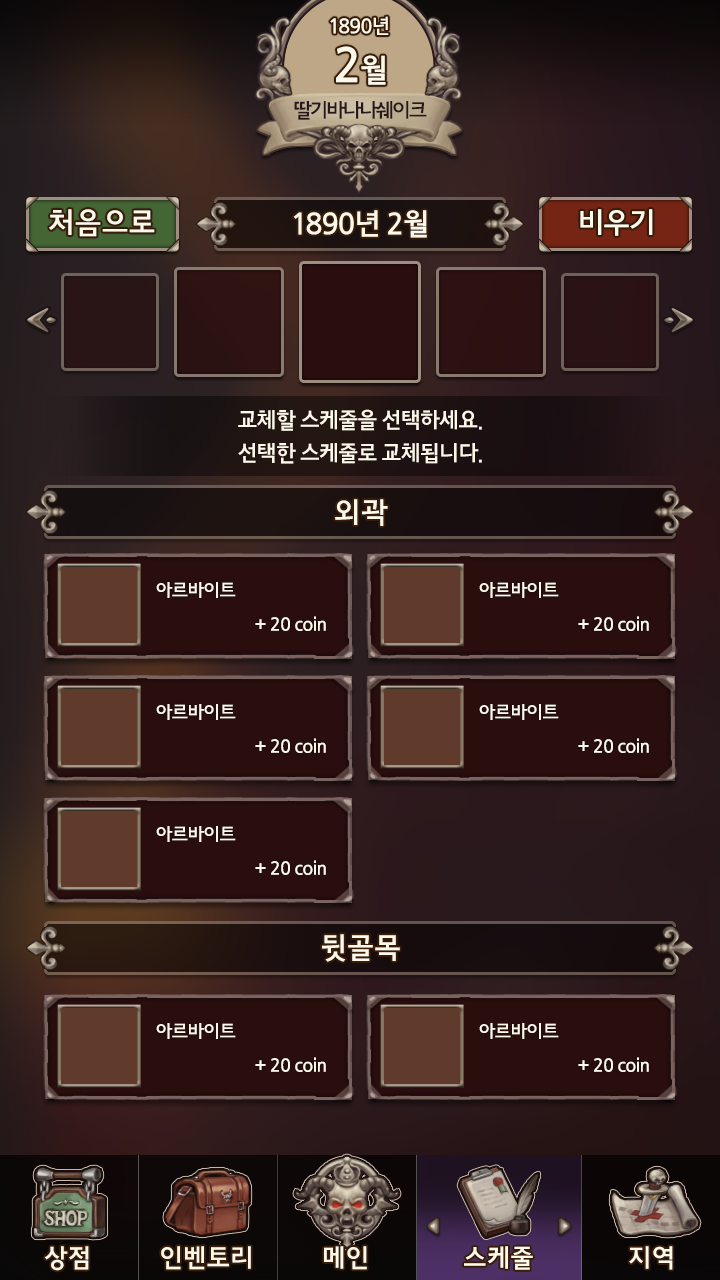 1890년
2월
딸기바나나쉐이크
처음으로
1890년 2월
비우기
교체할 스케줄을 선택하세요.
선택한 스케줄로 교체됩니다.
외곽
아르바이트
+ 20 coin
아르바이트
+ 20 coin
아르바이트
+ 20 coin
아르바이트
+ 20 coin
아르바이트
+ 20 coin
뒷골목
아르바이트
+ 20 coin
아르바이트
+ 20 coin
SHOP
상점
인벤토리
메인
스케줄
지역